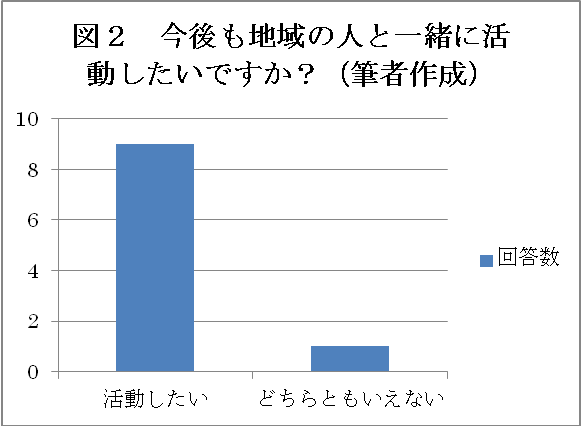 図２　今後も地域の人と一緒に活
動したいですか？（筆者作成）
10
8
6
4
2
0
活動したい
どちらともいえない
回答数